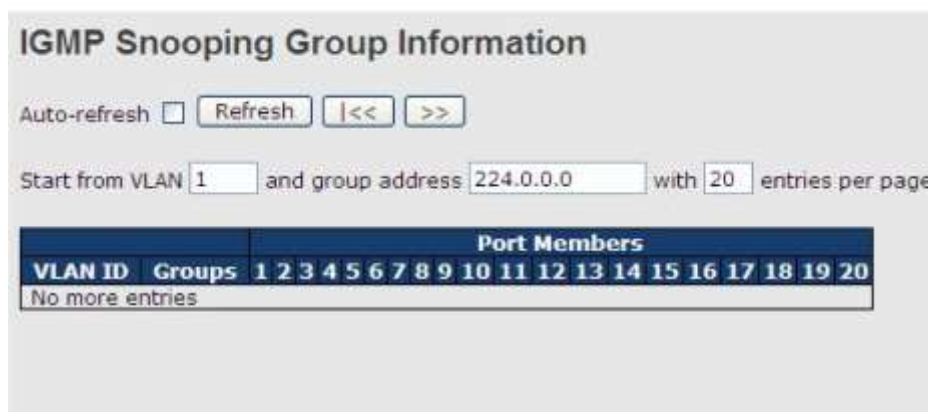 IGMP Snooping Group Information
Auto-refresh Refresh |<< >>
Start from VLAN 1 and group address 224.0.0.0 with 20 entries per page
Port Members
VLAN ID Groups 1 2 3 4 5 6 7 8 9 10 11 12 13 14 15 16 17 18 19 20
No more entries